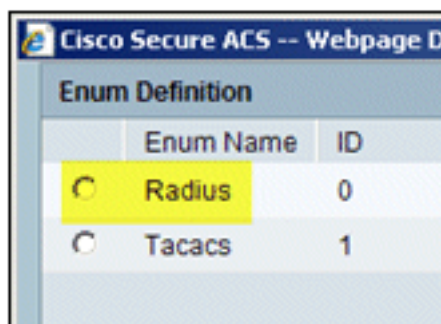 Cisco Secure ACS -- Webpage D
Enum Definition
Enum Name ID
Radius 0
Tacacs 1